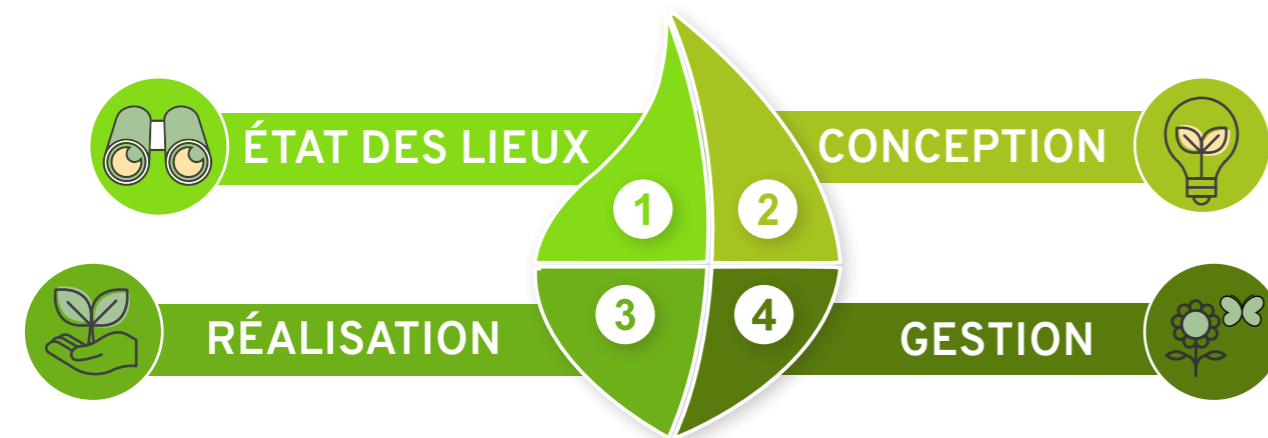 ÉTAT DES LIEUX
1
2
CONCEPTION
RÉALISATION
3
4
GESTION